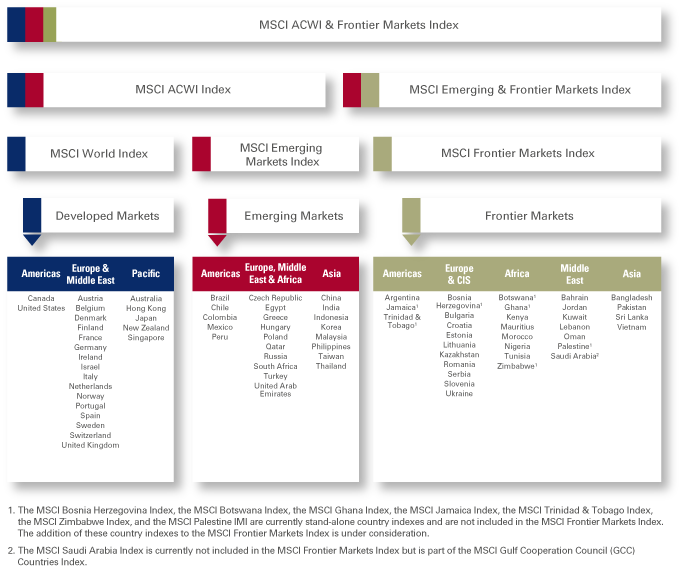 MSCI ACWI & Frontier Markets Index
MSCI ACWI Index
MSCI Emerging & Frontier Markets Index
MSCI World Index
MSCI Emerging
Markets Index
MSCI Frontier Markets Index
Developed Markets
Emerging Markets
Frontier Markets
Americas
Europe &
Middle East
Pacific
Canada
United States
Austria
Belgium
Denmark
Finland
France
Germany
Ireland
Israel
Italy
Netherlands
Norway
Portugal
Spain
Sweden
Switzerland
United Kingdom
Australia
Hong Kong
Japan
New Zealand
Singapore
Americas
Europe, Middle
East & Africa
Asia
Brazil
Chile
Colombia
Mexico
Peru
Czech Republic
Egypt
Greece
Hungary
Poland
Qatar
Russia
South Africa
Turkey
United Arab
Emirates
China
India
Indonesia
Korea
Malaysia
Philippines
Taiwan
Thailand
Americas
Europe
& CIS
Africa
Middle
East
Asia
Argentina
Jamaica¹
Trinidad &
Tobago¹
Bosnia
Herzegovina¹
Bulgaria
Croatia
Estonia
Lithuania
Kazakhstan
Romania
Serbia
Slovenia
Ukraine
Botswana¹
Ghana¹
Kenya
Mauritius
Morocco
Nigeria
Tunisia
Zimbabwe¹
Bahrain
Jordan
Kuwait
Lebanon
Oman
Palestine¹
Saudi Arabia²
Bangladesh
Pakistan
Sri Lanka
Vietnam
1. The MSCI Bosnia Herzegovina Index, the MSCI Botswana Index, the MSCI Ghana Index, the MSCI Jamaica Index, the MSCI Trinidad & Tobago Index,
the MSCI Zimbabwe Index, and the MSCI Palestine IMI are currently stand-alone country indexes and are not included in the MSCI Frontier Markets Index.
The addition of these country indexes to the MSCI Frontier Markets Index is under consideration.
2. The MSCI Saudi Arabia Index is currently not included in the MSCI Frontier Markets Index but is part of the MSCI Gulf Cooperation Council (GCC)
Countries Index.